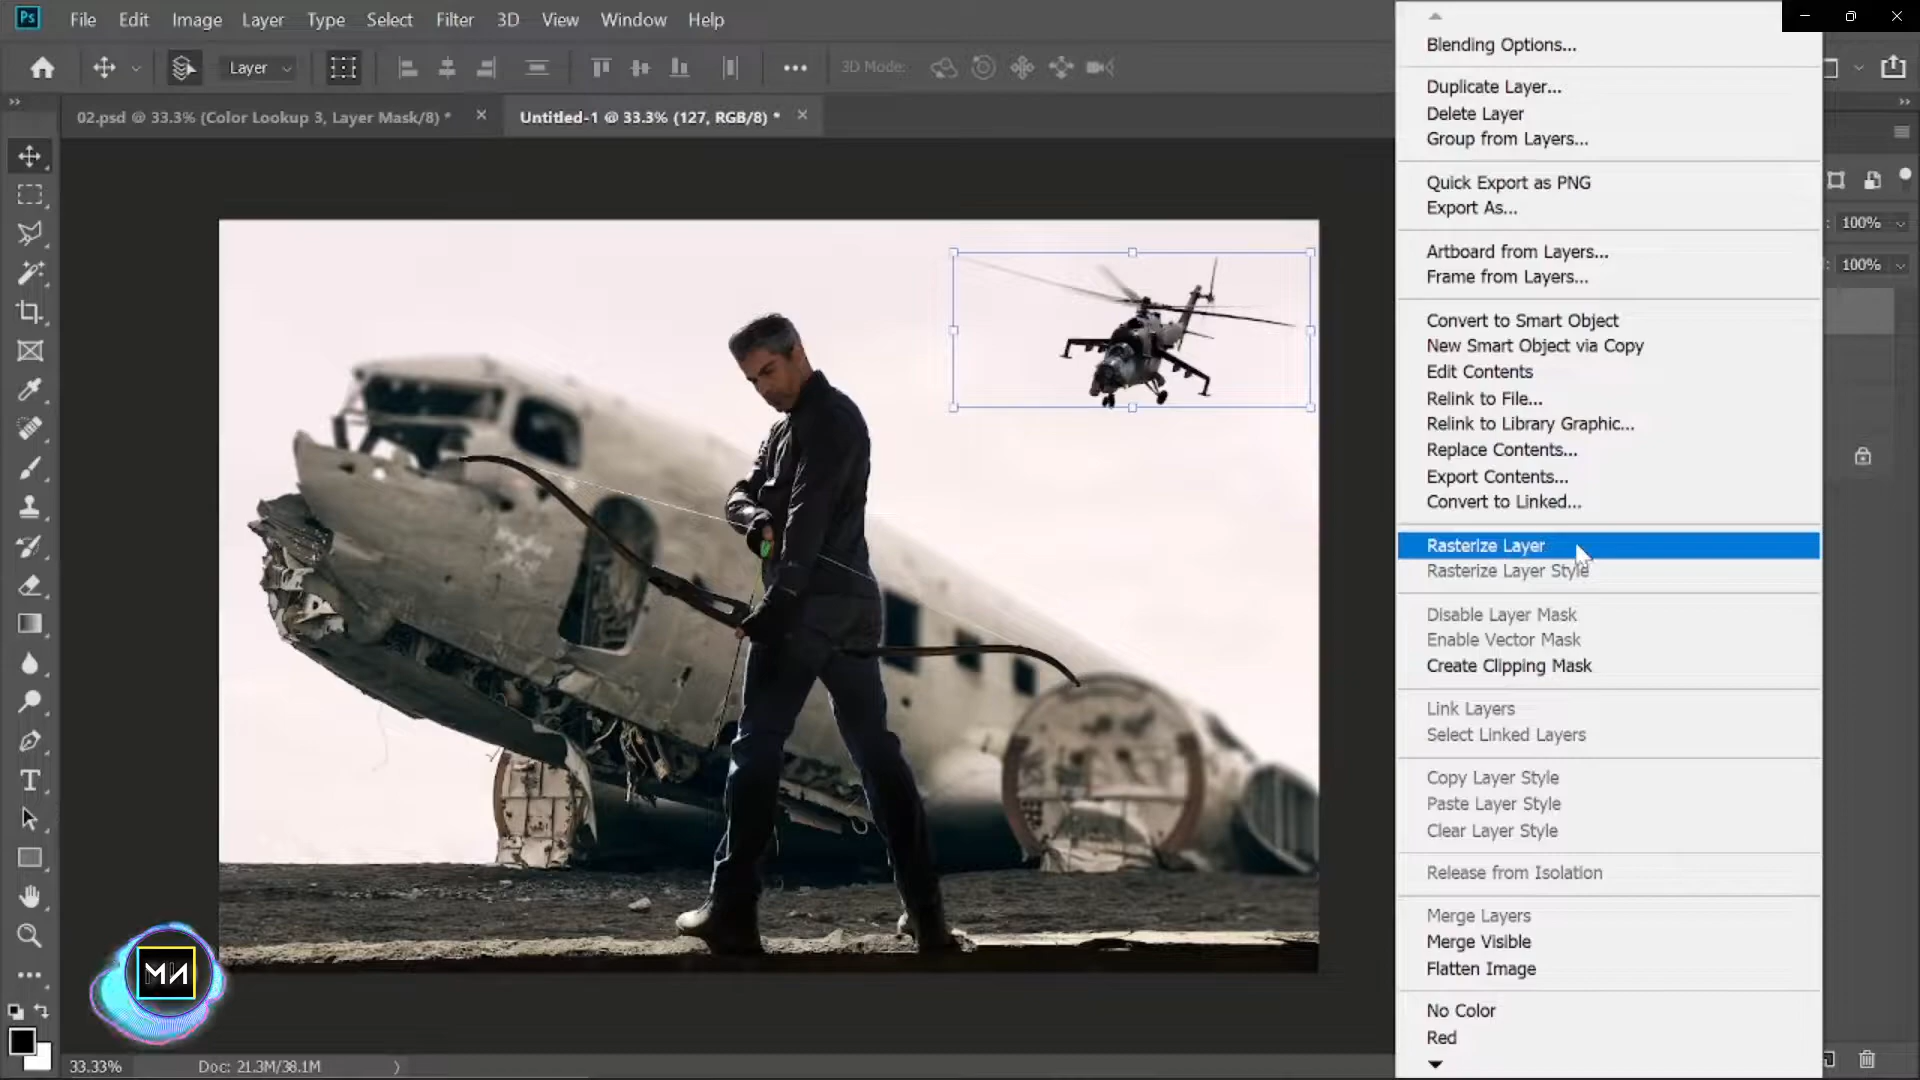 Ps File Edit Image Layer Type Select Filter 3D View Window Help
Layer 3D Mode:
02.psd @ 33.3% (Color Lookup 3, Layer Mask/8) * Untitled-1 @ 33.3% (127, RGB/8) *
Blending Options...
Duplicate Layer...
Delete Layer
Group from Layers...
Quick Export as PNG
Export As...
: 100%
Artboard from Layers...
: 100%
Frame from Layers...
Convert to Smart Object
New Smart Object via Copy
Edit Contents
Relink to File...
Relink to Library Graphic...
Replace Contents...
Export Contents...
Convert to Linked...
Rasterize Layer
Rasterize Layer Style
Disable Layer Mask
Enable Vector Mask
Create Clipping Mask
Link Layers
Select Linked Layers
Copy Layer Style
Paste Layer Style
Clear Layer Style
Release from Isolation
Merge Layers
Merge Visible
Flatten Image
No Color
Red
MИ
33.33% Doc: 21.3M/38.1M